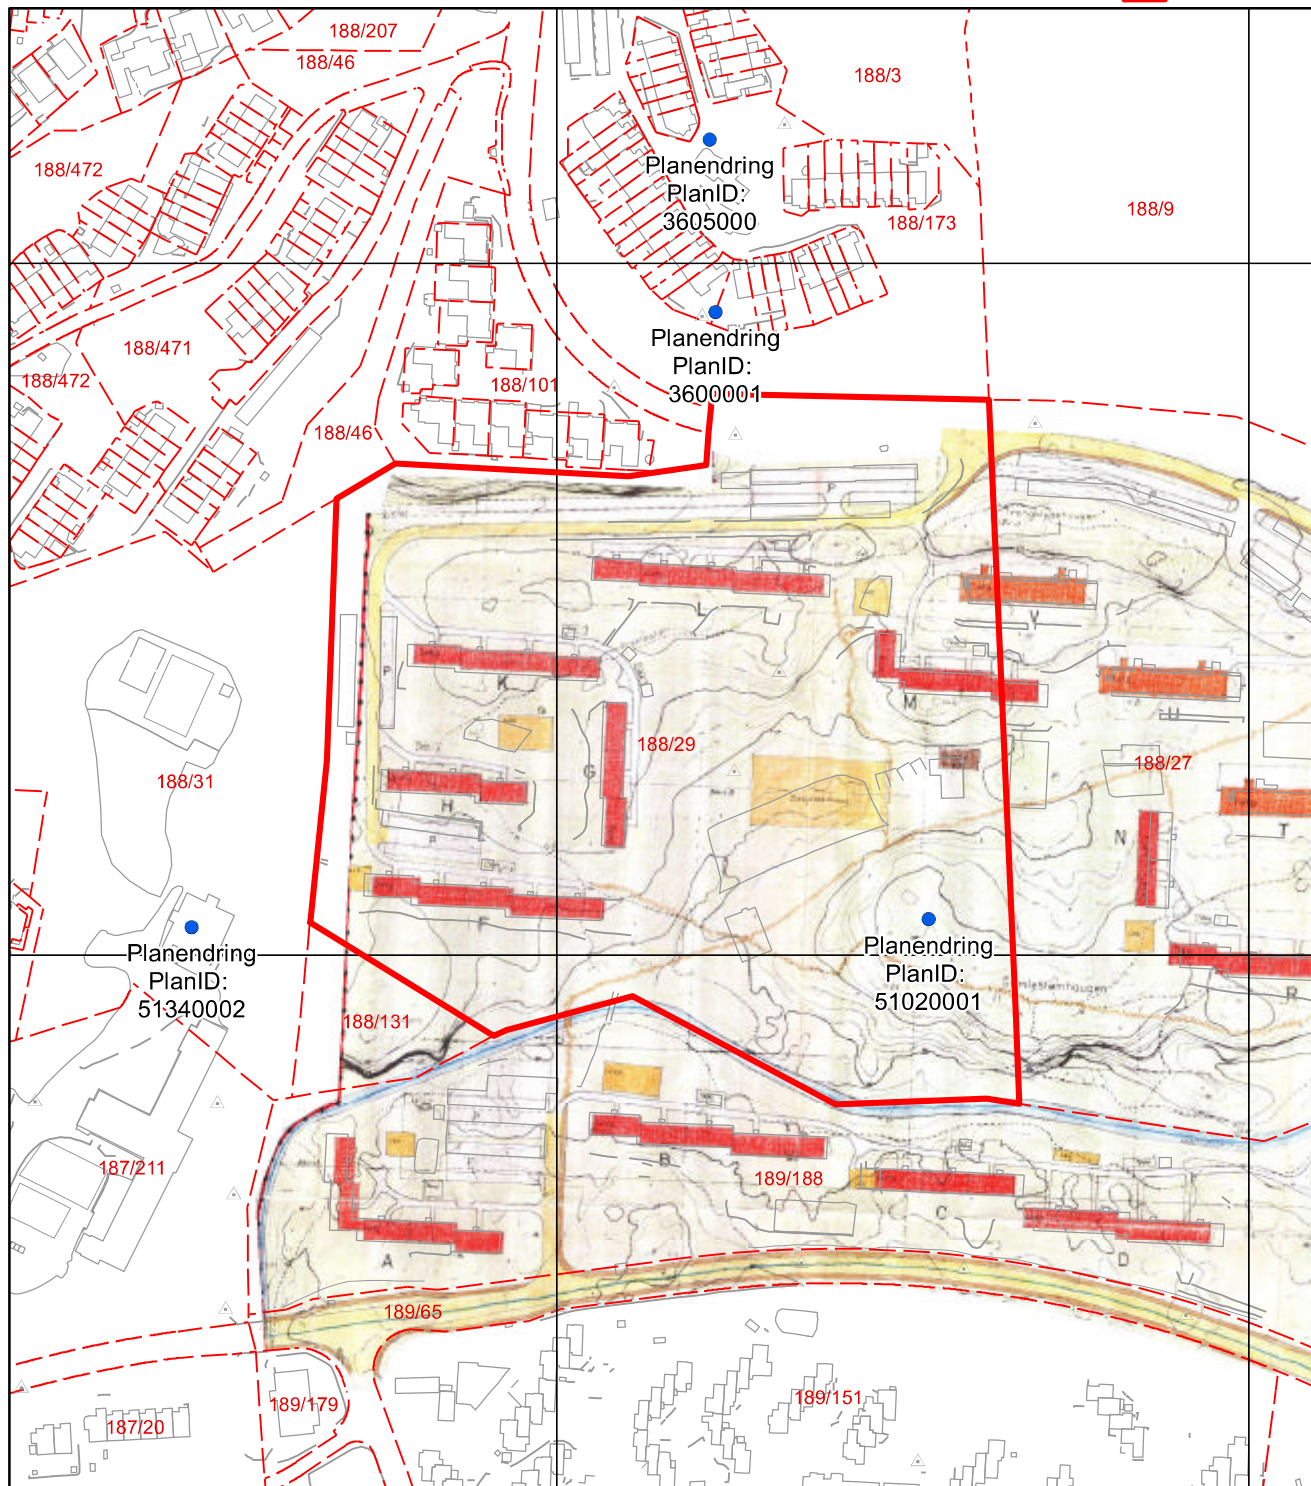 188/207
188/46
188/3
188/472
Planendring
PlanID:
3605000
188/9
188/173
188/471
Planendring
PlanID:
3600001
188/472
188/101
188/46
P
L
V
K
M
P
188/29
G
188/27
188/31
H
N
T
P
F
Planendring
PlanID:
51340002
Planendring
PlanID:
51020001
R
188/131
P
B
187/211
189/188
C
A
D
189/65
189/179
189/151
187/20